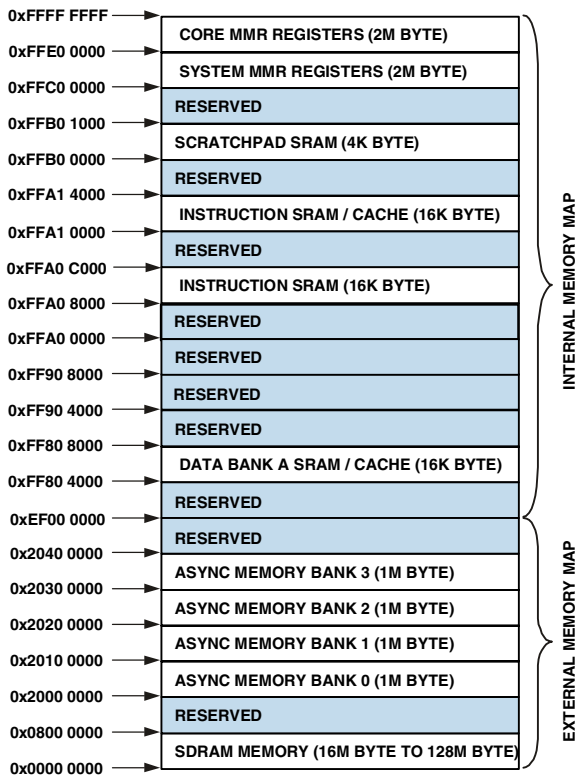 0xFFFF FFFF
CORE MMR REGISTERS (2M BYTE)
0xFFE0 0000
SYSTEM MMR REGISTERS (2M BYTE)
0xFFC0 0000
RESERVED
0xFFB0 1000
SCRATCHPAD SRAM (4K BYTE)
0xFFB0 0000
RESERVED
0xFFA1 4000
INSTRUCTION SRAM / CACHE (16K BYTE)
0xFFA1 0000
RESERVED
0xFFA0 C000
INSTRUCTION SRAM (16K BYTE)
0xFFA0 8000
RESERVED
0xFFA0 0000
RESERVED
0xFF90 8000
RESERVED
0xFF90 4000
RESERVED
0xFF80 8000
DATA BANK A SRAM / CACHE (16K BYTE)
0xFF80 4000
RESERVED
0xEF00 0000
RESERVED
0x2040 0000
ASYNC MEMORY BANK 3 (1M BYTE)
0x2030 0000
ASYNC MEMORY BANK 2 (1M BYTE)
0x2020 0000
ASYNC MEMORY BANK 1 (1M BYTE)
0x2010 0000
ASYNC MEMORY BANK 0 (1M BYTE)
0x2000 0000
RESERVED
0x0800 0000
SDRAM MEMORY (16M BYTE TO 128M BYTE)
0x0000 0000
INTERNAL MEMORY MAP
EXTERNAL MEMORY MAP